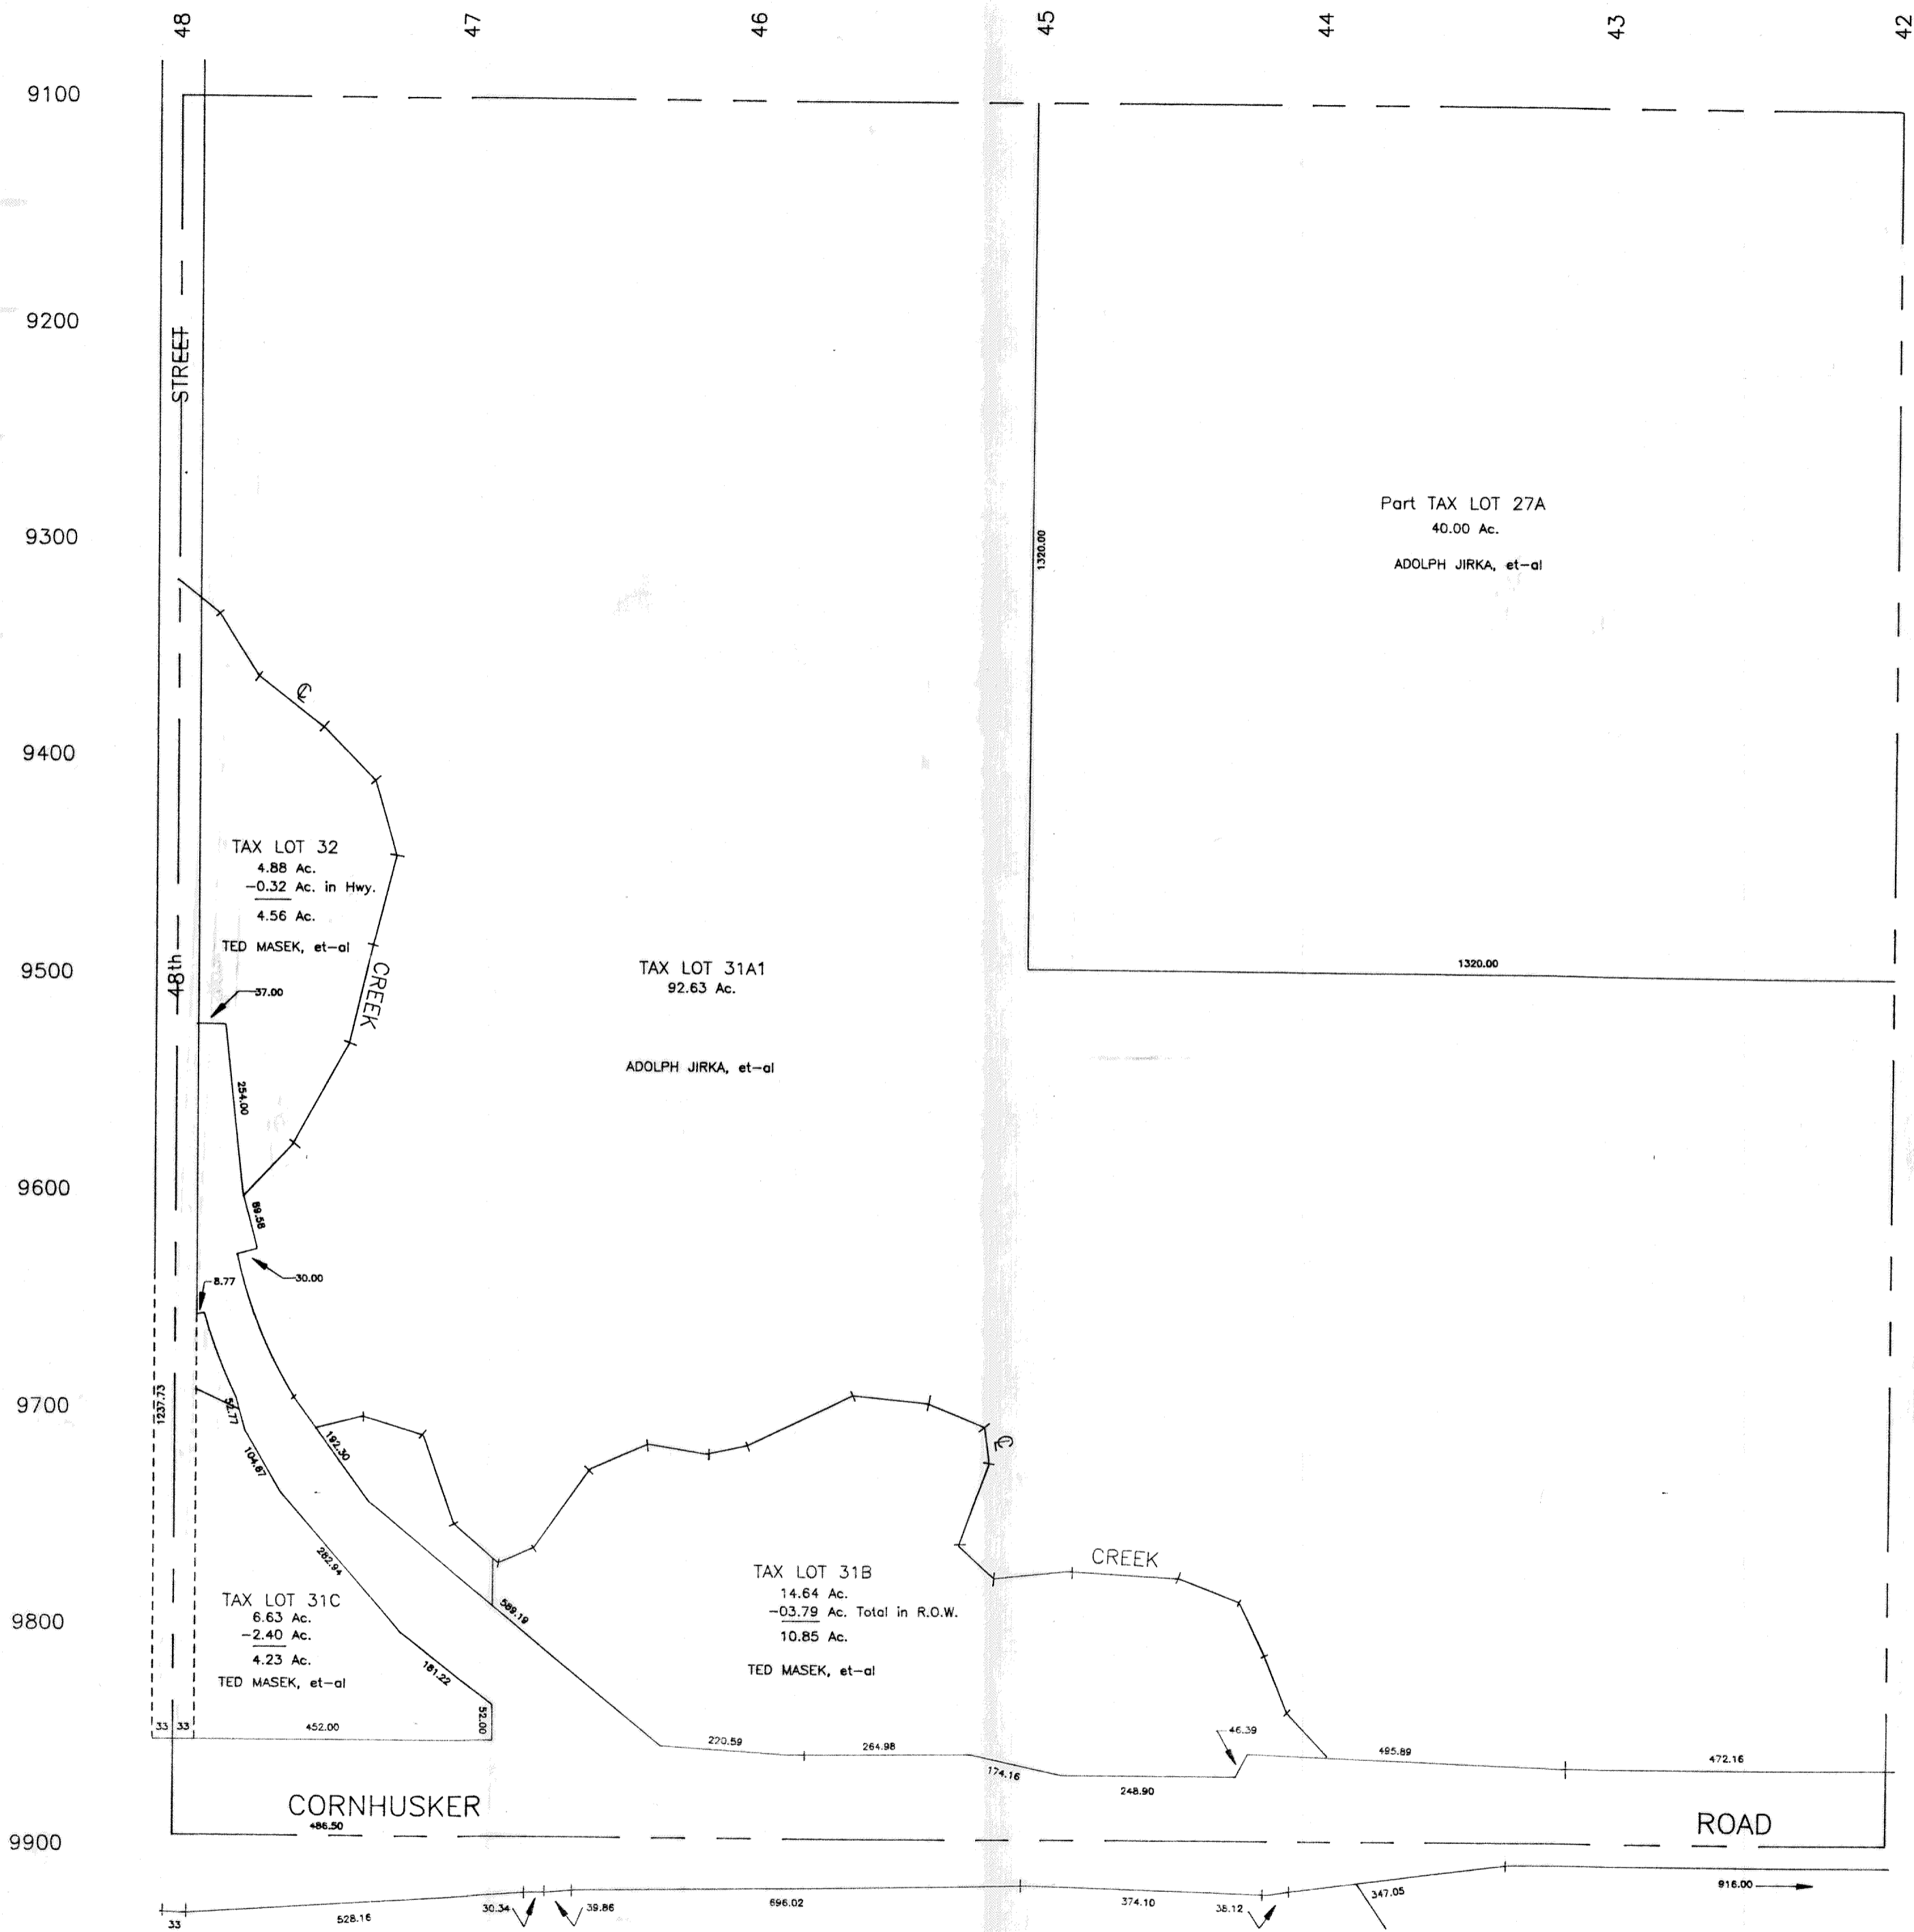 48
47
46
45
44
43
42
9100
9200
9300
9400
9500
9600
9700
9800
9900
STREET
48th
Part TAX LOT 27A
40.00 Ac.
ADOLPH JIRKA, et-al
1320.00
1320.00
℄
TAX LOT 32
4.88 Ac.
-0.32 Ac. in Hwy.
4.56 Ac.
TED MASEK, et-al
CREEK
37.00
TAX LOT 31A1
92.63 Ac.
ADOLPH JIRKA, et-al
254.00
89.58
30.00
8.77
1237.73
52.77
104.67
192.30
282.94
589.19
℄
CREEK
TAX LOT 31B
14.64 Ac.
-03.79 Ac. Total in R.O.W.
10.85 Ac.
TED MASEK, et-al
TAX LOT 31C
6.63 Ac.
-2.40 Ac.
4.23 Ac.
TED MASEK, et-al
181.22
52.00
33 33
452.00
220.59
264.98
174.16
248.90
46.39
495.89
472.16
CORNHUSKER
486.50
ROAD
33
528.16
30.34
39.86
696.02
374.10
38.12
347.05
916.00